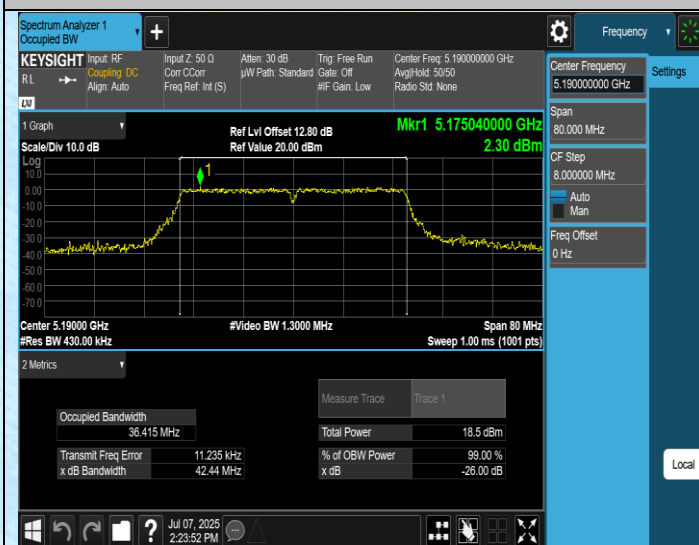 Spectrum Analyzer 1
Occupied BW
Frequency
KEYSIGHT
Input: RF
Coupling: DC
Align: Auto
Input Z: 50 Ω
Corr CCorr
Freq Ref: Int (S)
Atten: 30 dB
µW Path: Standard
Trig: Free Run
Gate: Off
#IF Gain: Low
Center Freq: 5.190000000 GHz
Avg|Hold: 50/50
Radio Std: None
R L
LXI
Center Frequency
5.190000000 GHz
Settings
Span
80.000 MHz
CF Step
8.000000 MHz
Auto
Man
Freq Offset
0 Hz
1 Graph
Scale/Div 10.0 dB
Ref Lvl Offset 12.80 dB
Ref Value 20.00 dBm
Mkr1 5.175040000 GHz
2.30 dBm
Log
10.0
0.00
-10.0
-20.0
-30.0
-40.0
-50.0
-60.0
-70.0
1
Center 5.19000 GHz
#Video BW 1.3000 MHz
Span 80 MHz
#Res BW 430.00 kHz
Sweep 1.00 ms (1001 pts)
2 Metrics
Measure Trace
Trace 1
Occupied Bandwidth
36.415 MHz
Total Power
18.5 dBm
Transmit Freq Error
11.235 kHz
% of OBW Power
99.00 %
x dB Bandwidth
42.44 MHz
x dB
-26.00 dB
Local
?
Jul 07, 2025
2:23:52 PM